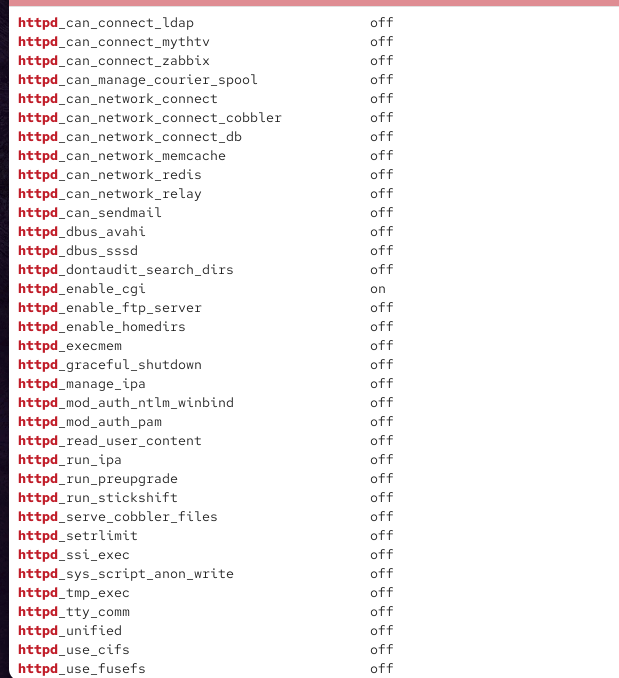 httpd_can_connect_ldap off
httpd_can_connect_mythtv off
httpd_can_connect_zabbix off
httpd_can_manage_courier_spool off
httpd_can_network_connect off
httpd_can_network_connect_cobbler off
httpd_can_network_connect_db off
httpd_can_network_memcache off
httpd_can_network_redis off
httpd_can_network_relay off
httpd_can_sendmail off
httpd_dbus_avahi off
httpd_dbus_sssd off
httpd_dontaudit_search_dirs off
httpd_enable_cgi on
httpd_enable_ftp_server off
httpd_enable_homedirs off
httpd_execmem off
httpd_graceful_shutdown off
httpd_manage_ipa off
httpd_mod_auth_ntlm_winbind off
httpd_mod_auth_pam off
httpd_read_user_content off
httpd_run_ipa off
httpd_run_preupgrade off
httpd_run_stickshift off
httpd_serve_cobbler_files off
httpd_setrlimit off
httpd_ssi_exec off
httpd_sys_script_anon_write off
httpd_tmp_exec off
httpd_tty_comm off
httpd_unified off
httpd_use_cifs off
httpd_use_fusefs off